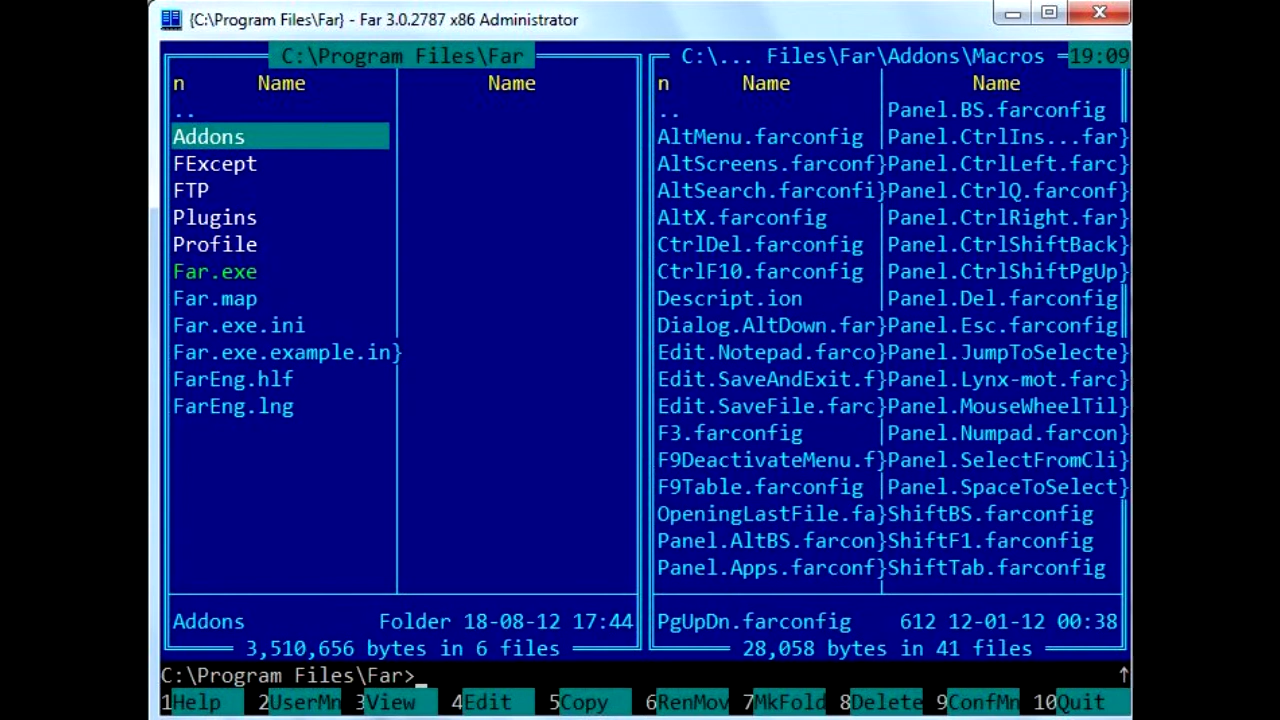 {C:\Program Files\Far} - Far 3.0.2787 x86 Administrator
C:\Program Files\Far
n Name Name
..
Addons
FExcept
FTP
Plugins
Profile
Far.exe
Far.map
Far.exe.ini
Far.exe.example.in}
FarEng.hlf
FarEng.lng
Addons Folder 18-08-12 17:44
3,510,656 bytes in 6 files
C:\... Files\Far\Addons\Macros 19:09
n Name Name
.. Panel.BS.farconfig
AltMenu.farconfig Panel.CtrlIns...far}
AltScreens.farconf}Panel.CtrlLeft.farc}
AltSearch.farconfi}Panel.CtrlQ.farconf}
AltX.farconfig Panel.CtrlRight.far}
CtrlDel.farconfig Panel.CtrlShiftBack}
CtrlF10.farconfig Panel.CtrlShiftPgUp}
Descript.ion Panel.Del.farconfig
Dialog.AltDown.far}Panel.Esc.farconfig
Edit.Notepad.farco}Panel.JumpToSelecte}
Edit.SaveAndExit.f}Panel.Lynx-mot.farc}
Edit.SaveFile.farc}Panel.MouseWheelTil}
F3.farconfig Panel.Numpad.farcon}
F9DeactivateMenu.f}Panel.SelectFromCli}
F9Table.farconfig Panel.SpaceToSelect}
OpeningLastFile.fa}ShiftBS.farconfig
Panel.AltBS.farcon}ShiftF1.farconfig
Panel.Apps.farconf}ShiftTab.farconfig
PgUpDn.farconfig 612 12-01-12 00:38
28,058 bytes in 41 files
C:\Program Files\Far>_ ↑
1Help 2UserMn 3View 4Edit 5Copy 6RenMov 7MkFold 8Delete 9ConfMn 10Quit